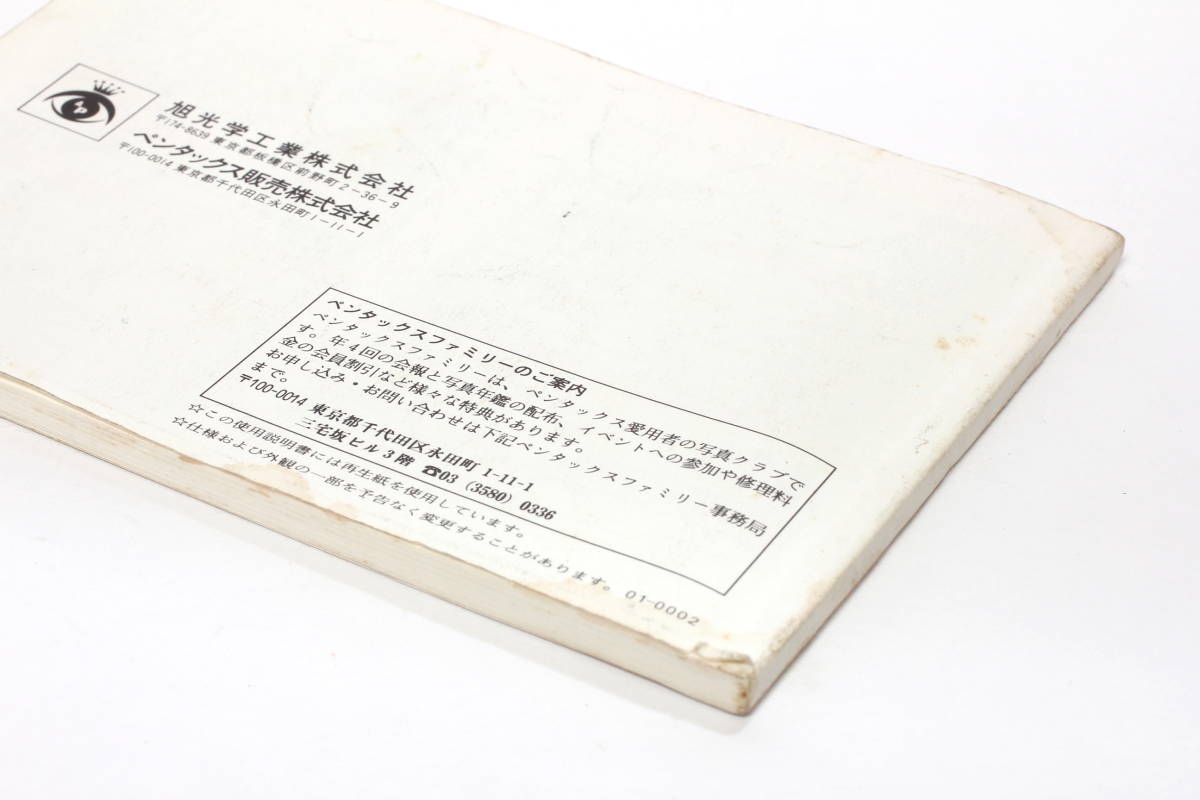 旭光学工業株式会社
〒174-8639 東京都板橋区前野町2-36-9
ペンタックス販売株式会社
〒100-0014 東京都千代田区永田町1-11-1
ペンタックスファミリーのご案内
ペンタックスファミリーは、ペンタックス愛用者の写真クラブで
す。年4回の会報と写真年鑑の配布、イベントへの参加や修理料
金の会員割引など様々な特典があります。
お申し込み・お問い合わせは下記ペンタックスファミリー事務局
まで。
〒100-0014 東京都千代田区永田町 1-11-1
三宅坂ビル3階 ☎03 (3580) 0336
☆この使用説明書には再生紙を使用しています。
☆仕様および外観の一部を予告なく変更することがあります。 01-0002